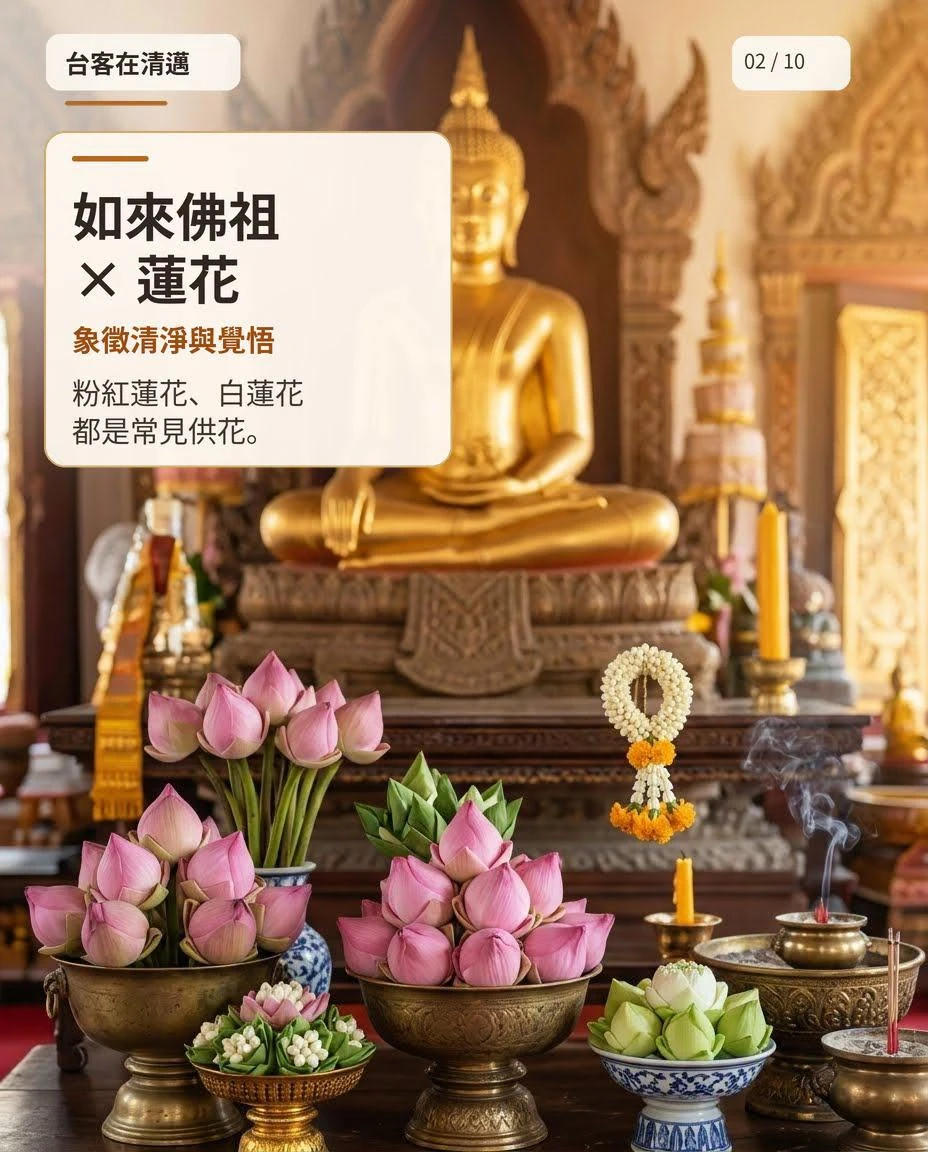 台客在清邁
02 / 10
如來佛祖
× 蓮花
象徵清淨與覺悟
粉紅蓮花、白蓮花
都是常見供花。